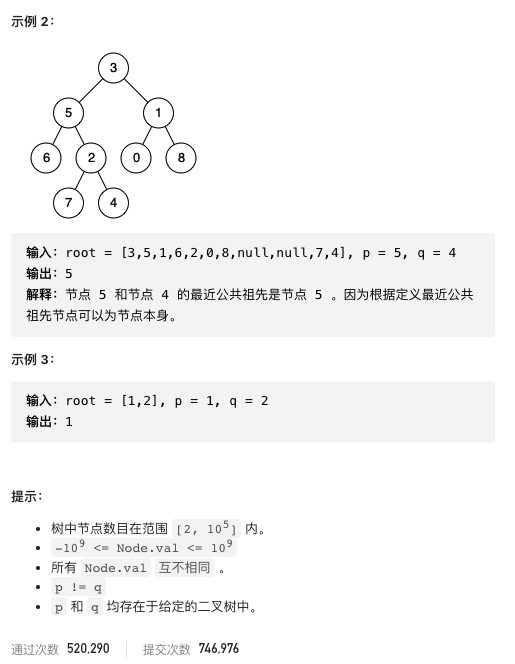 示例 2：
3
5 1
6 2 0 8
7 4
输入：root = [3,5,1,6,2,0,8,null,null,7,4], p = 5, q = 4
输出：5
解释：节点 5 和节点 4 的最近公共祖先是节点 5 。因为根据定义最近公共
祖先节点可以为节点本身。
示例 3：
输入：root = [1,2], p = 1, q = 2
输出：1
提示：
• 树中节点数目在范围 [2, 10⁵] 内。
• -10⁹ <= Node.val <= 10⁹
• 所有 Node.val 互不相同 。
• p != q
• p 和 q 均存在于给定的二叉树中。
通过次数 520,290 提交次数 746,976